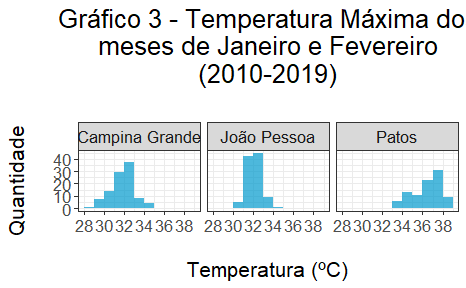 Gráfico 3 - Temperatura Máxima do
meses de Janeiro e Fevereiro
(2010-2019)
Campina Grande João Pessoa Patos
Quantidade
40
30
20
10
0
28 30 32 34 36 38 28 30 32 34 36 38 28 30 32 34 36 38
Temperatura (ºC)